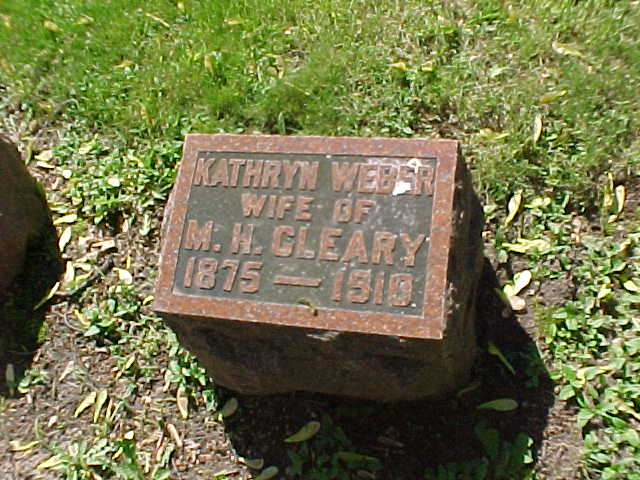 KATHRYN WEBER
WIFE OF
M. H. CLEARY
1875 — 1910